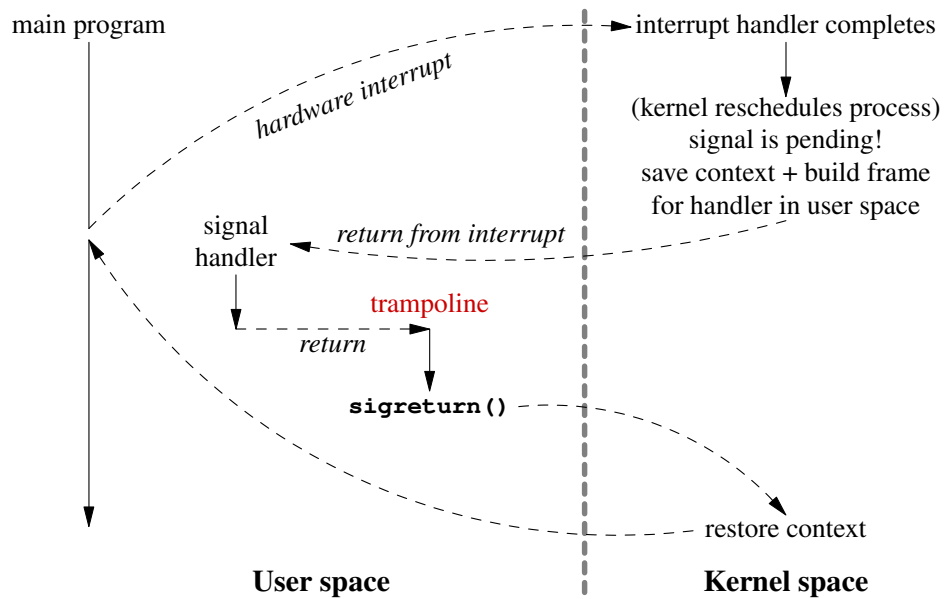 main program
interrupt handler completes
hardware interrupt
(kernel reschedules process)
signal is pending!
save context + build frame
for handler in user space
signal
handler
return from interrupt
trampoline
return
sigreturn()
restore context
User space
Kernel space